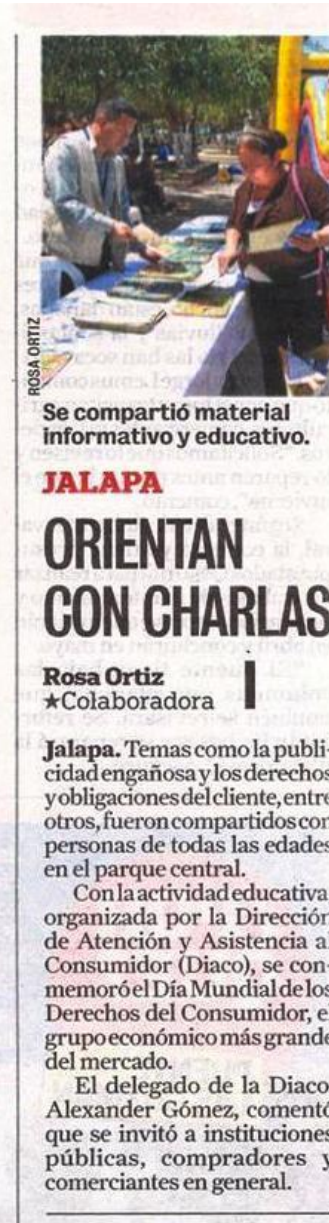 ROSA ORTIZ
Se compartió material
informativo y educativo.
JALAPA
ORIENTAN
CON CHARLAS
Rosa Ortiz
★Colaboradora
Jalapa. Temas como la publi-
cidad engañosa y los derechos
y obligaciones del cliente, entre
otros, fueron compartidos con
personas de todas las edades
en el parque central.
Con la actividad educativa
organizada por la Dirección
de Atención y Asistencia al
Consumidor (Diaco), se con-
memoró el Día Mundial de los
Derechos del Consumidor, el
grupo económico más grande
del mercado.
El delegado de la Diaco,
Alexander Gómez, comentó
que se invitó a instituciones
públicas, compradores y
comerciantes en general.